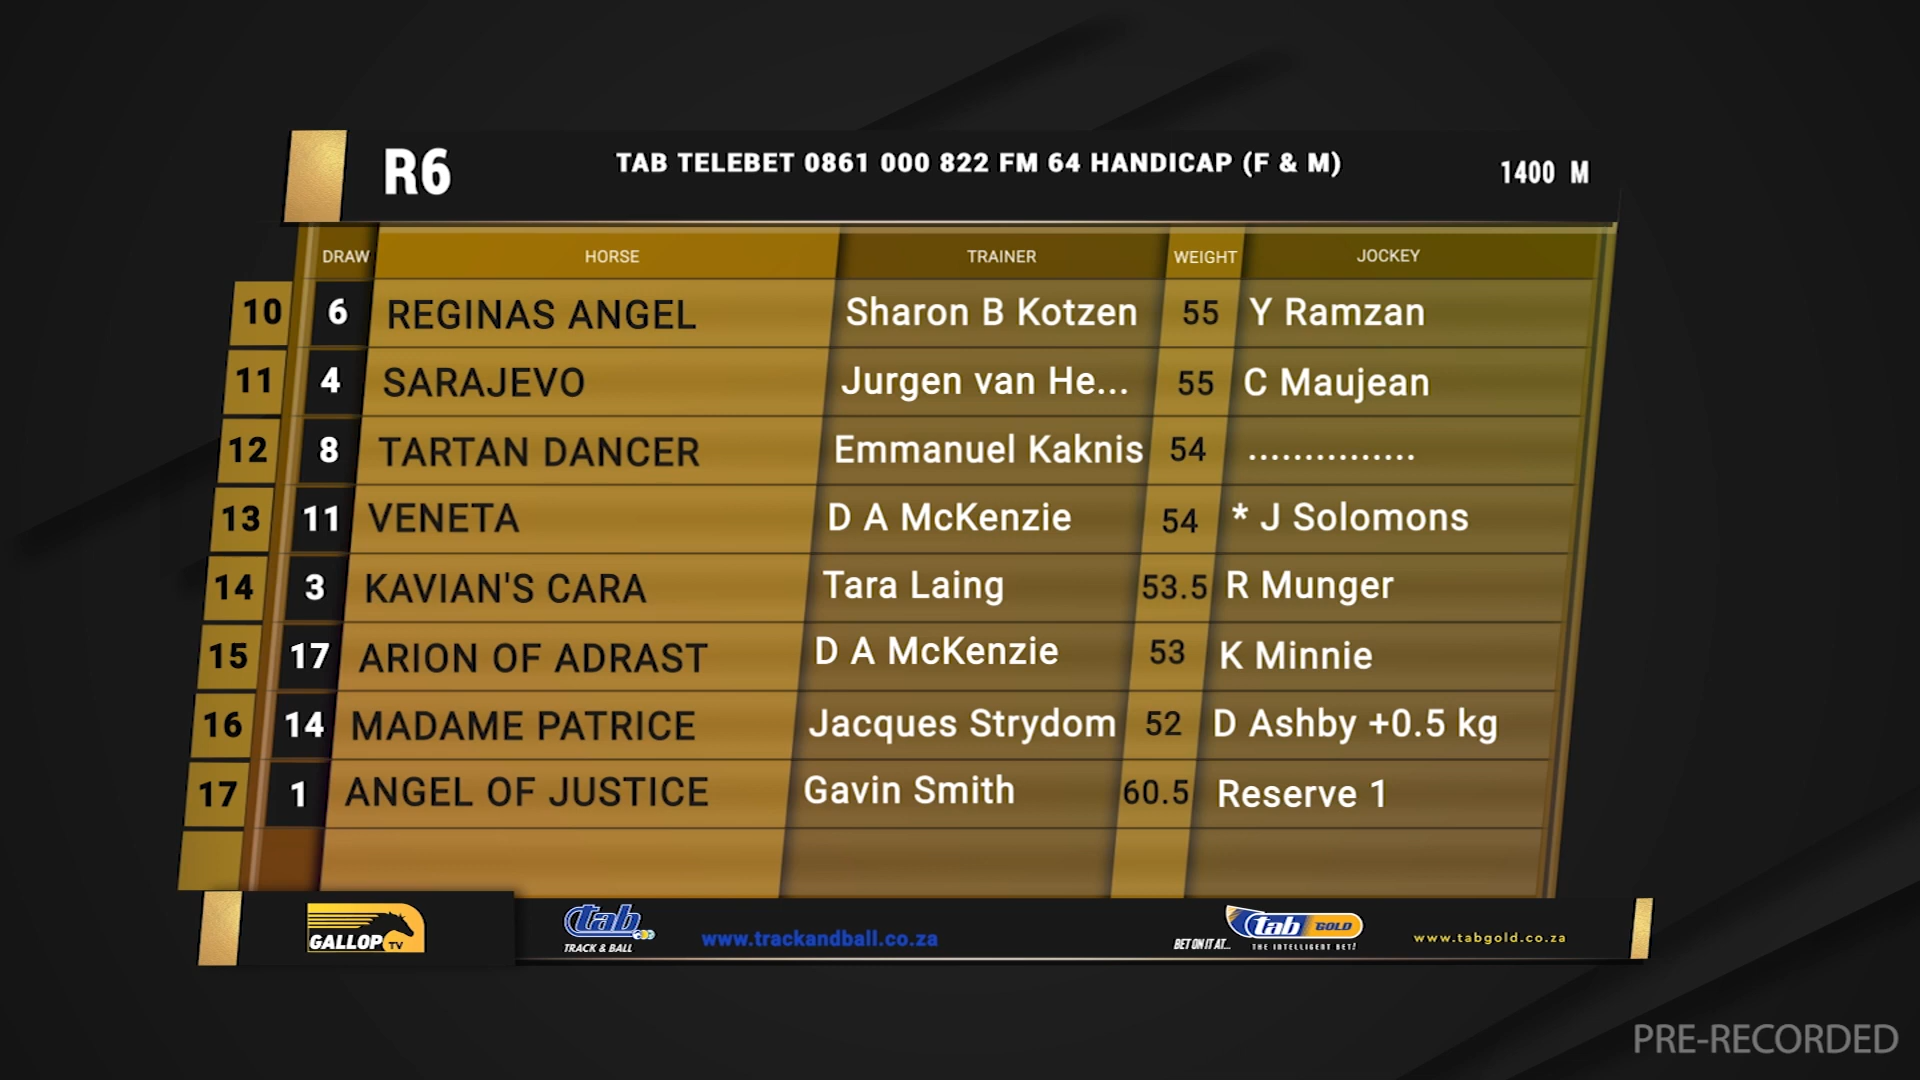 R6 TAB TELEBET 0861 000 822 FM 64 HANDICAP (F & M) 1400 M
DRAW HORSE TRAINER WEIGHT JOCKEY
10 6 REGINAS ANGEL Sharon B Kotzen 55 Y Ramzan
11 4 SARAJEVO Jurgen van He... 55 C Maujean
12 8 TARTAN DANCER Emmanuel Kaknis 54 ...............
13 11 VENETA D A McKenzie 54 * J Solomons
14 3 KAVIAN'S CARA Tara Laing 53.5 R Munger
15 17 ARION OF ADRAST D A McKenzie 53 K Minnie
16 14 MADAME PATRICE Jacques Strydom 52 D Ashby +0.5 kg
17 1 ANGEL OF JUSTICE Gavin Smith 60.5 Reserve 1
GALLOP TV
tab
TRACK & BALL
www.trackandball.co.za
BET ON IT AT...
tab GOLD
THE INTELLIGENT BET!
www.tabgold.co.za
PRE-RECORDED